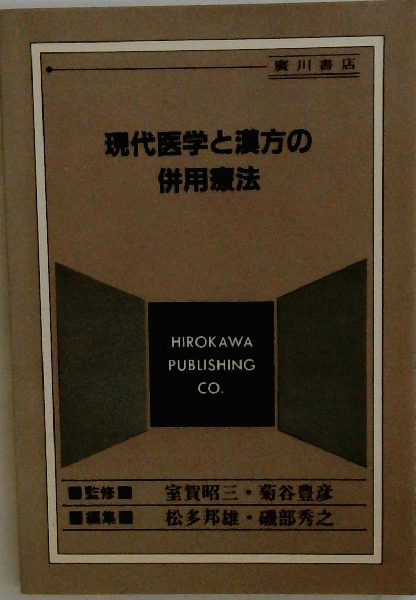 廣川書店
現代医学と漢方の
併用療法
HIROKAWA
PUBLISHING
CO.
■監修■ 室賀昭三・菊谷豊彦
■編集■ 松多邦雄・磯部秀之